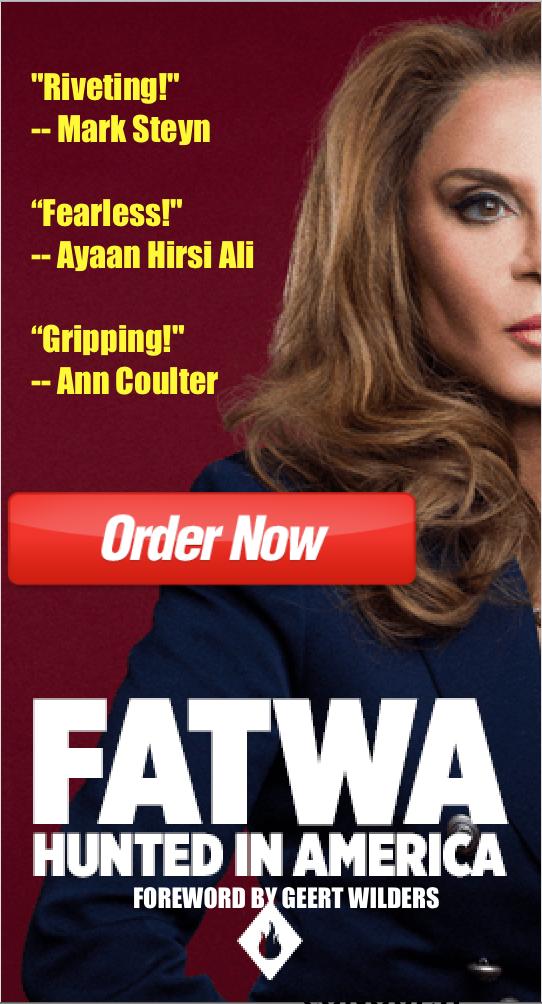 "Riveting!"
-- Mark Steyn
“Fearless!"
-- Ayaan Hirsi Ali
“Gripping!"
-- Ann Coulter
Order Now
FATWA
HUNTED IN AMERICA
FOREWORD BY GEERT WILDERS